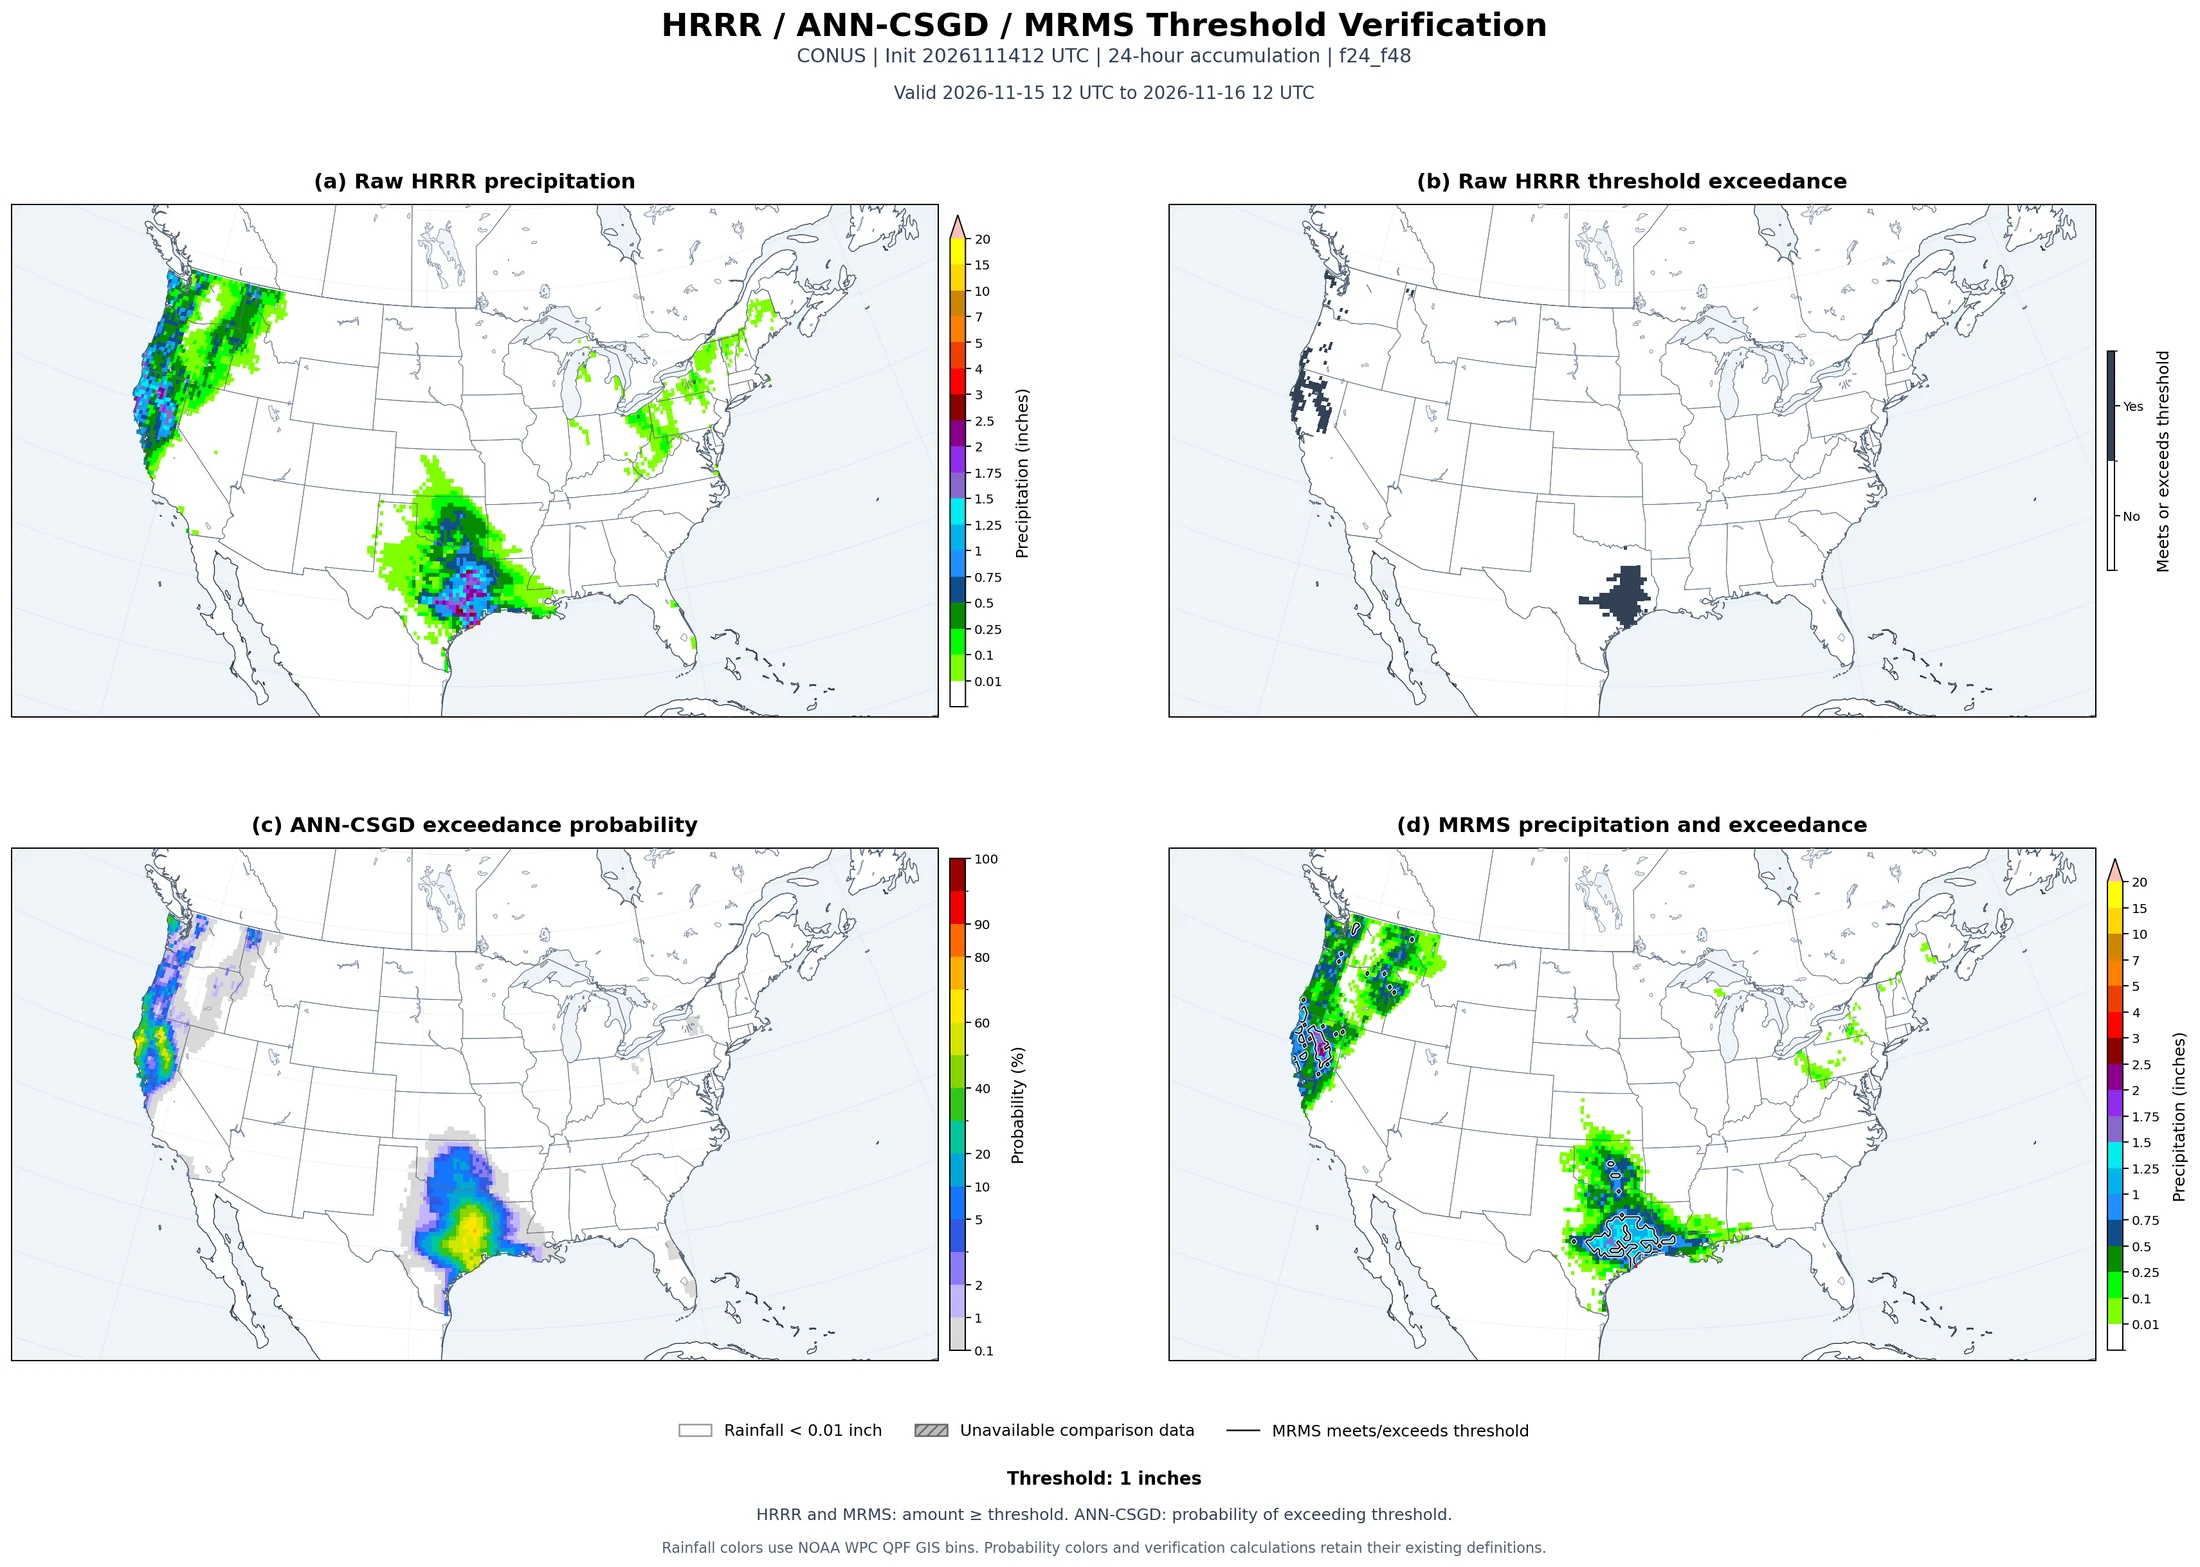 HRRR / ANN-CSGD / MRMS Threshold Verification
CONUS | Init 2026111412 UTC | 24-hour accumulation | f24_f48
Valid 2026-11-15 12 UTC to 2026-11-16 12 UTC
(a) Raw HRRR precipitation
20
15
10
7
5
4
3
2.5
2
1.75
1.5
1.25
1
0.75
0.5
0.25
0.1
0.01
Precipitation (inches)
(b) Raw HRRR threshold exceedance
Yes
No
Meets or exceeds threshold
(c) ANN-CSGD exceedance probability
100
90
80
60
40
20
10
5
2
1
0.1
Probability (%)
(d) MRMS precipitation and exceedance
20
15
10
7
5
4
3
2.5
2
1.75
1.5
1.25
1
0.75
0.5
0.25
0.1
0.01
Precipitation (inches)
Rainfall < 0.01 inch
Unavailable comparison data
MRMS meets/exceeds threshold
Threshold: 1 inches
HRRR and MRMS: amount ≥ threshold. ANN-CSGD: probability of exceeding threshold.
Rainfall colors use NOAA WPC QPF GIS bins. Probability colors and verification calculations retain their existing definitions.